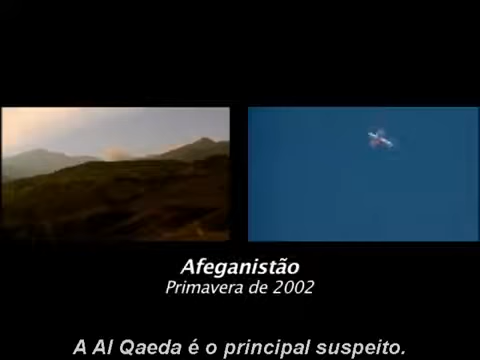 Afeganistão
Primavera de 2002
A Al Qaeda é o principal suspeito.